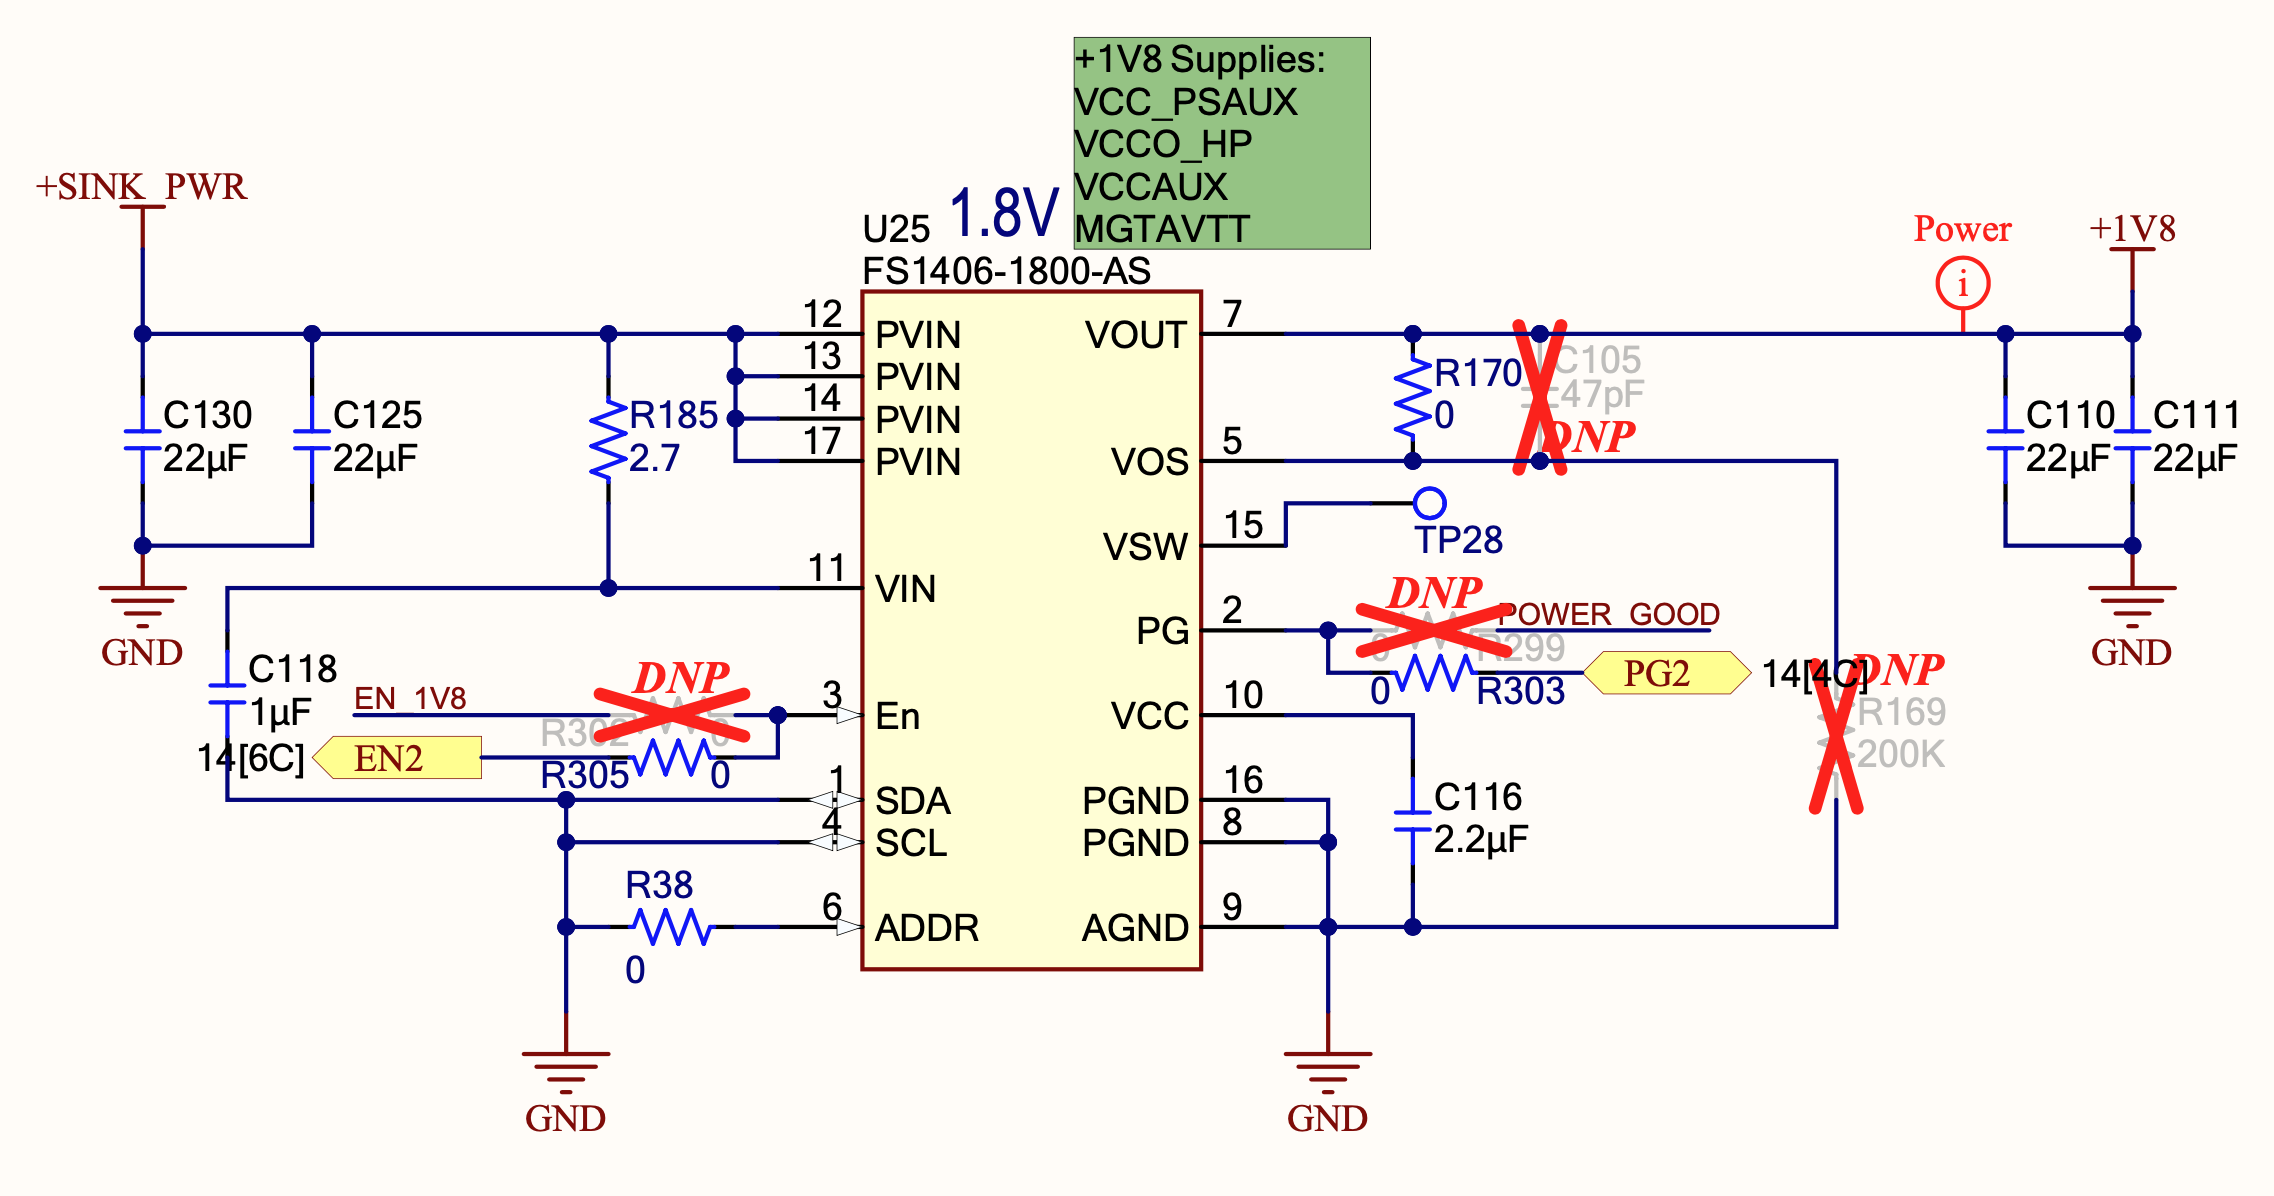 +1V8 Supplies:
VCC_PSAUX
VCCO_HP
VCCAUX
MGTAVTT
+SINK_PWR
1.8V
U25
FS1406-1800-AS
Power
i
+1V8
12
PVIN
13
PVIN
14
PVIN
17
PVIN
11
VIN
3
En
1
SDA
4
SCL
6
ADDR
VOUT
7
VOS
5
VSW
15
PG
2
VCC
10
PGND
16
PGND
8
AGND
9
C130
22µF
C125
22µF
R185
2.7
GND
C118
1µF
EN_1V8
DNP
R302
0
14[6C]
EN2
R305
0
R38
0
GND
R170
0
C105
47pF
DNP
TP28
DNP
POWER_GOOD
0
R299
0
R303
PG2
14[4C]
DNP
R169
200K
C116
2.2µF
GND
C110
22µF
C111
22µF
GND